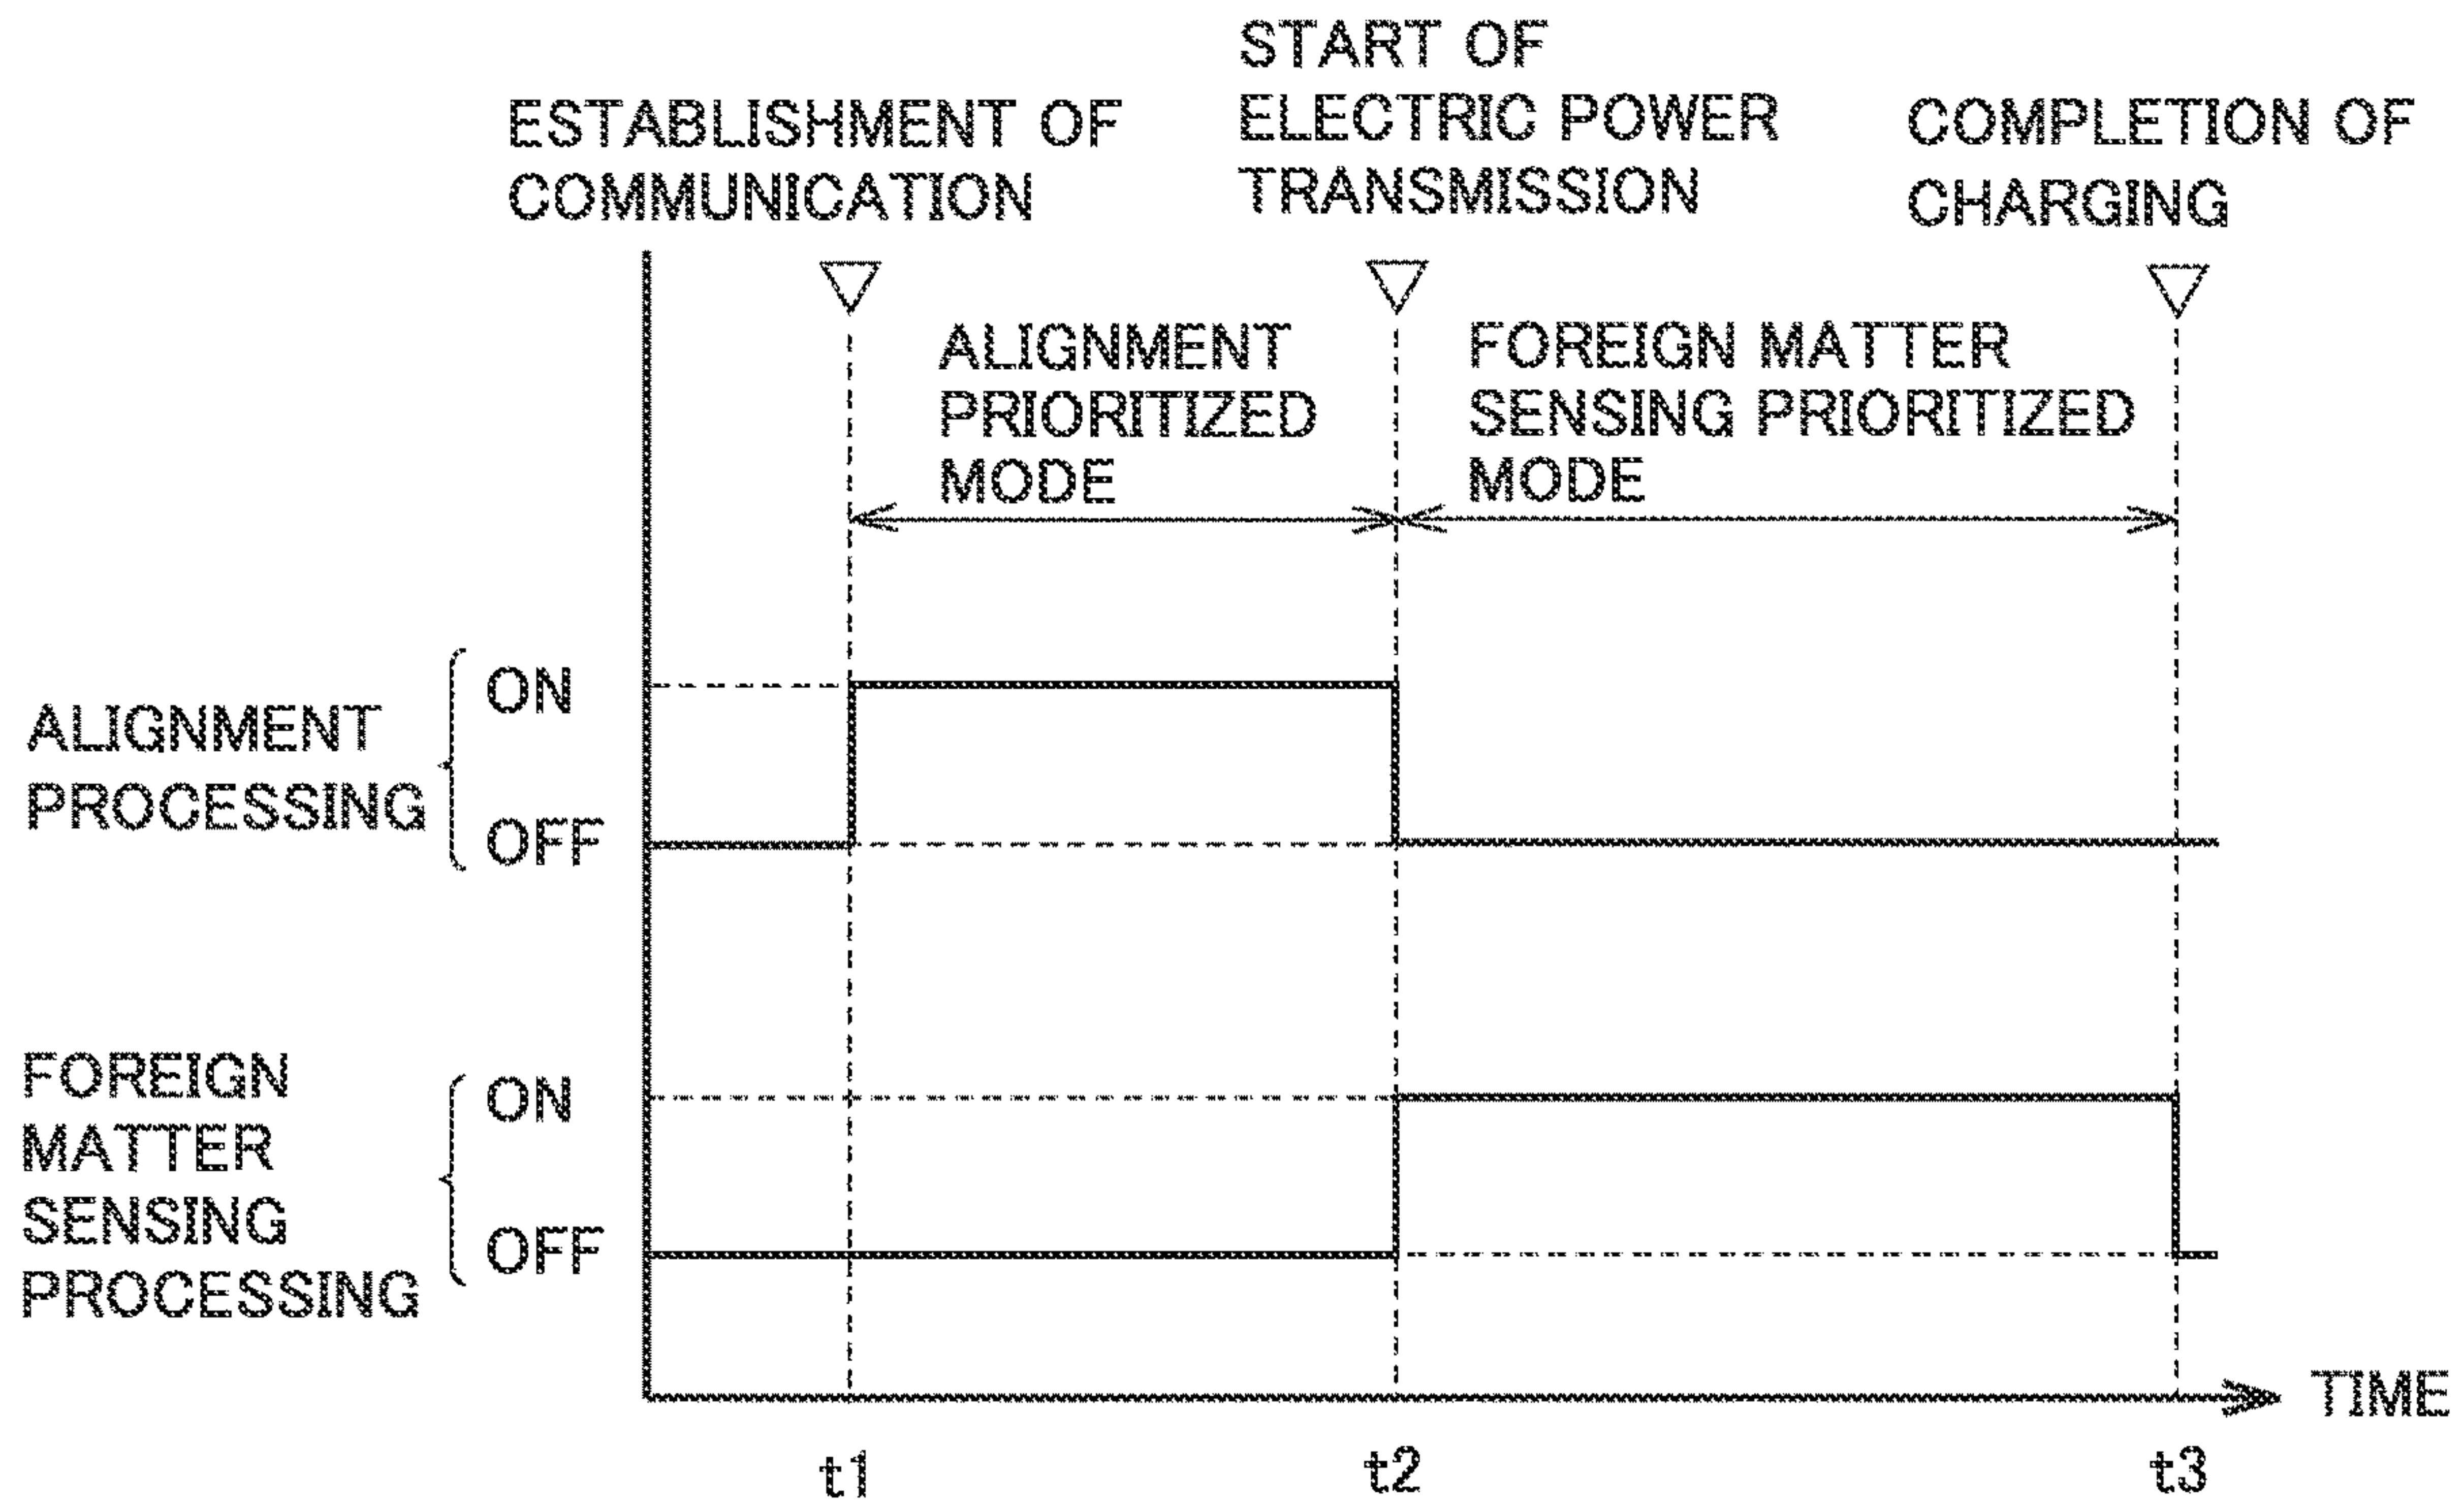 ESTABLISHMENT OF
COMMUNICATION
START OF
ELECTRIC POWER
TRANSMISSION
COMPLETION OF
CHARGING
ALIGNMENT
PRIORITIZED
MODE
FOREIGN MATTER
SENSING PRIORITIZED
MODE
ALIGNMENT
PROCESSING
ON
OFF
FOREIGN
MATTER
SENSING
PROCESSING
ON
OFF
TIME
t1
t2
t3